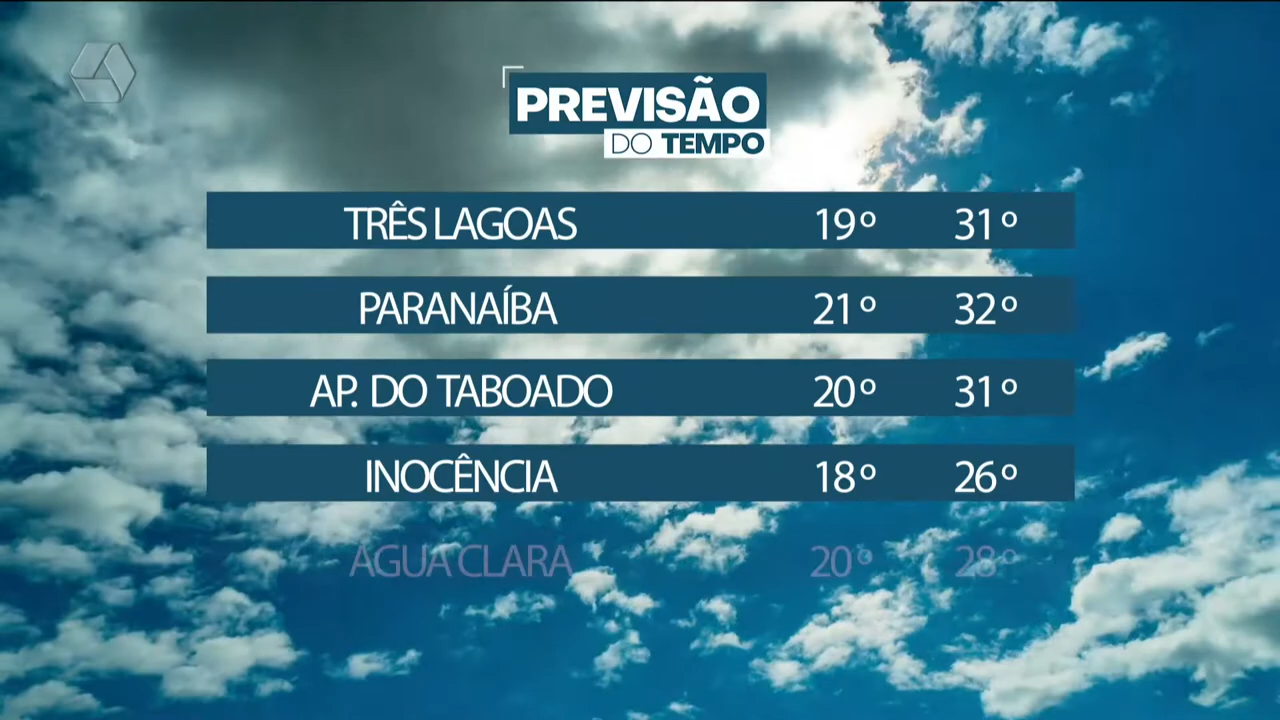 PREVISÃO
DO TEMPO
TRÊS LAGOAS 19º 31º
PARANAÍBA 21º 32º
AP. DO TABOADO 20º 31º
INOCÊNCIA 18º 26º
ÁGUA CLARA 20º 28º